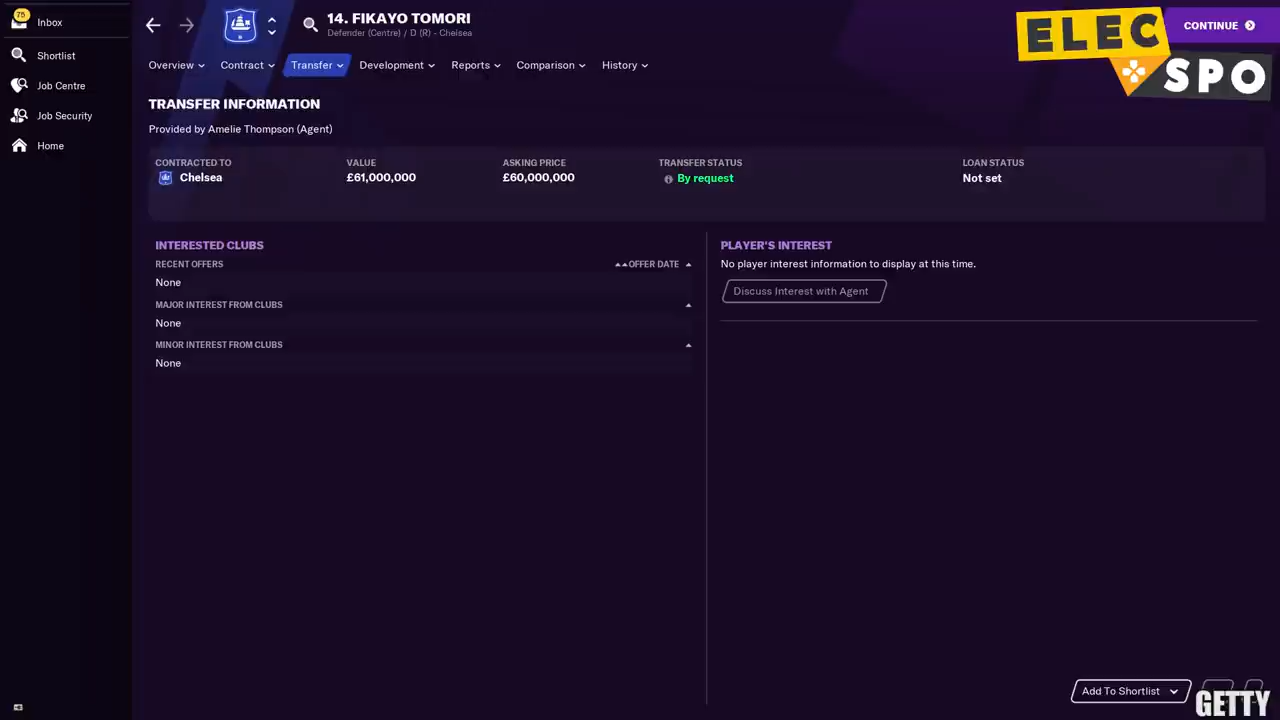 75
Inbox
Shortlist
Job Centre
Job Security
Home
14. FIKAYO TOMORI
Defender (Centre) / D (R) - Chelsea
CONTINUE
ELEC
SPO
Overview
Contract
Transfer
Development
Reports
Comparison
History
TRANSFER INFORMATION
Provided by Amelie Thompson (Agent)
CONTRACTED TO
VALUE
ASKING PRICE
TRANSFER STATUS
LOAN STATUS
Chelsea
£61,000,000
£60,000,000
By request
Not set
INTERESTED CLUBS
RECENT OFFERS
OFFER DATE
None
MAJOR INTEREST FROM CLUBS
None
MINOR INTEREST FROM CLUBS
None
PLAYER'S INTEREST
No player interest information to display at this time.
Discuss Interest with Agent
Add To Shortlist
GETTY